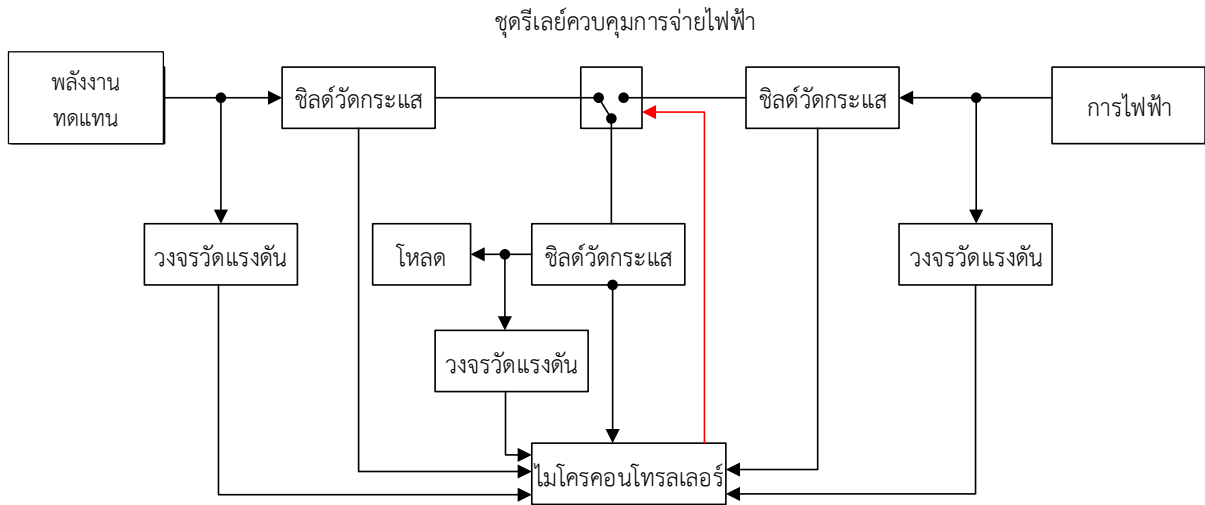 ชุดรีเลย์ควบคุมการจ่ายไฟฟ้า
พลังงาน
ทดแทน
ชิลด์วัดกระแส
ชิลด์วัดกระแส
การไฟฟ้า
วงจรวัดแรงดัน
โหลด
ชิลด์วัดกระแส
วงจรวัดแรงดัน
วงจรวัดแรงดัน
ไมโครคอนโทรลเลอร์